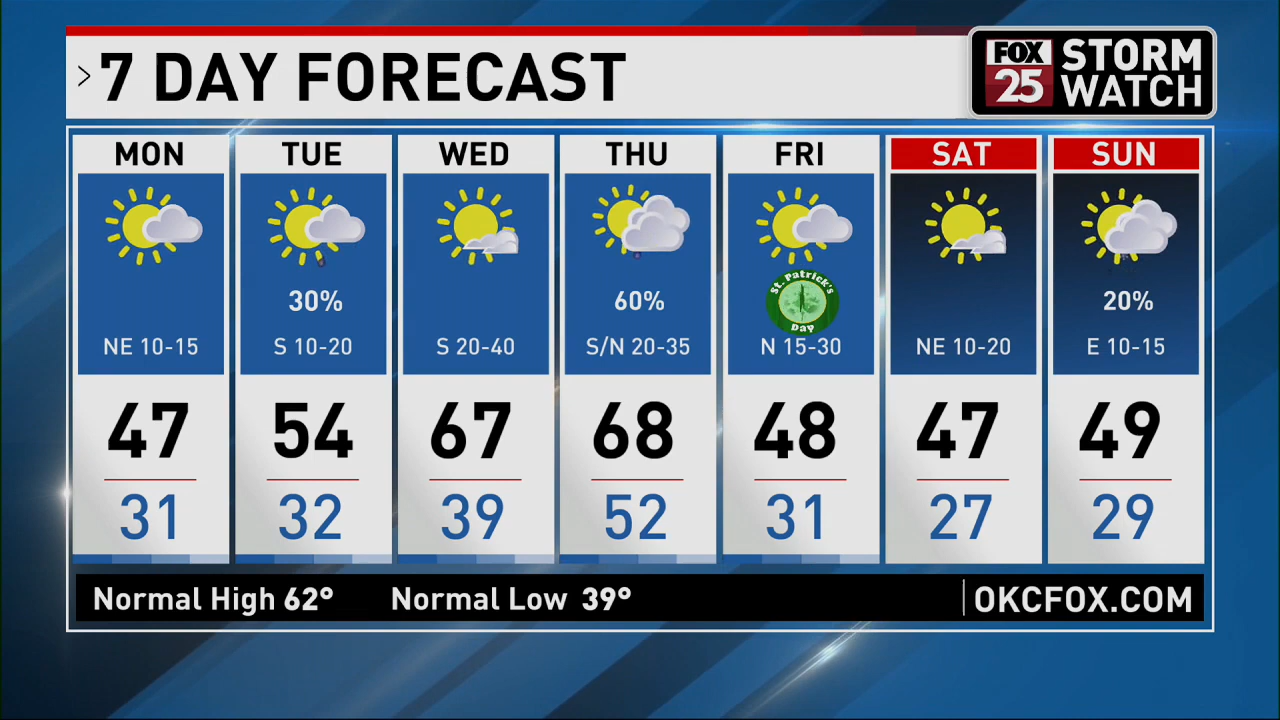 > 7 DAY FORECAST
FOX
25
STORM
WATCH
MON TUE WED THU FRI SAT SUN
St. Patrick's
Day
30% 60% 20%
NE 10-15 S 10-20 S 20-40 S/N 20-35 N 15-30 NE 10-20 E 10-15
47 54 67 68 48 47 49
31 32 39 52 31 27 29
Normal High 62° Normal Low 39° OKCFOX.COM